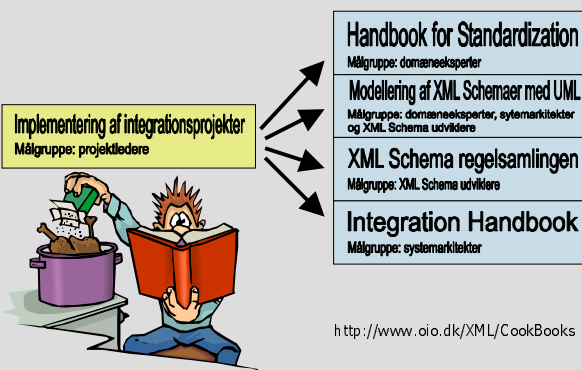 Implementering af integrationsprojekter
Målgruppe: projektledere
Handbook for Standardization
Målgruppe: domæneeksperter
Modellering af XML Schemaer med UML
Målgruppe: domæneeksperter, sytemarkitekter
og XML Schema udviklere
XML Schema regelsamlingen
Målgruppe: XML Schema udviklere
Integration Handbook
Målgruppe: systemarkitekter
http://www.oio.dk/XML/CookBooks